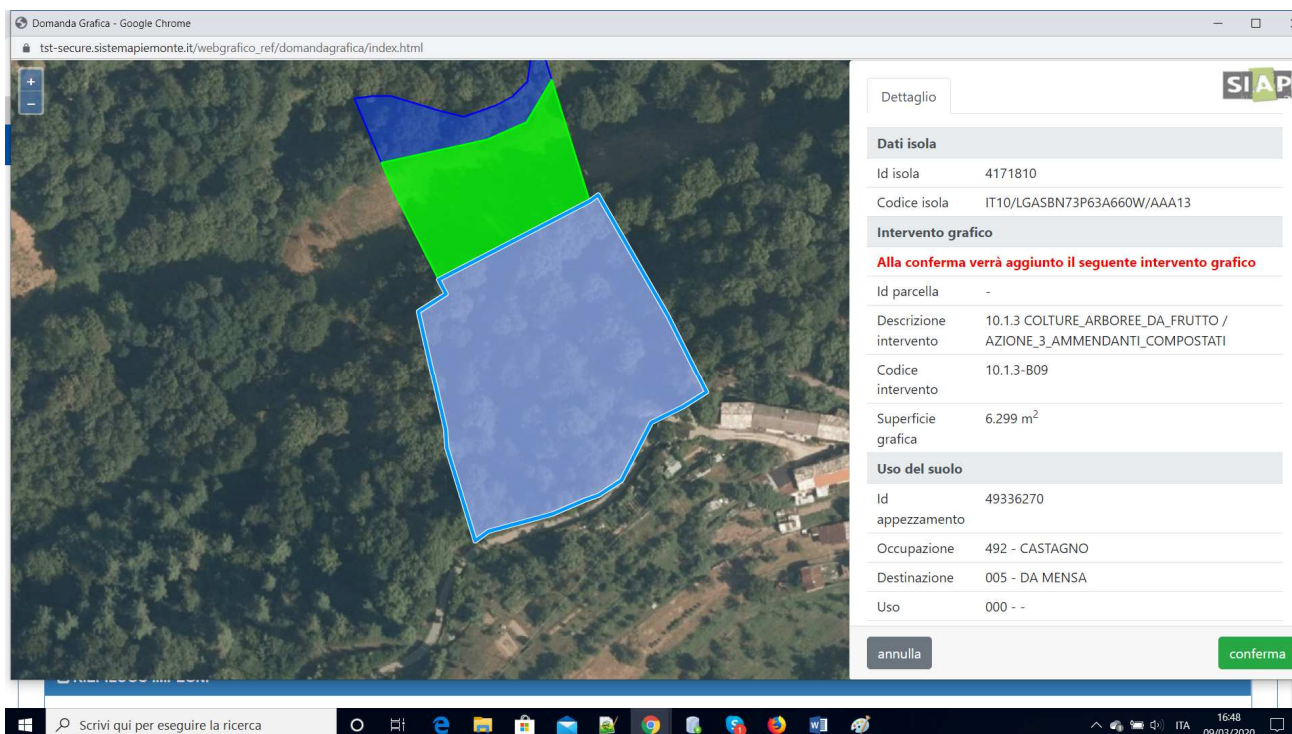 Domanda Grafica - Google Chrome
tst-secure.sistemapiemonte.it/webgrafico_ref/domandagrafica/index.html
+
−
Dettaglio
SIAP
Dati isola
Id isola 4171810
Codice isola IT10/LGASBN73P63A660W/AAA13
Intervento grafico
Alla conferma verrà aggiunto il seguente intervento grafico
Id parcella -
Descrizione 10.1.3 COLTURE_ARBOREE_DA_FRUTTO /
intervento AZIONE_3_AMMENDANTI_COMPOSTATI
Codice 10.1.3-B09
intervento
Superficie 6.299 m²
grafica
Uso del suolo
Id 49336270
appezzamento
Occupazione 492 - CASTAGNO
Destinazione 005 - DA MENSA
Uso 000 - -
annulla conferma
Scrivi qui per eseguire la ricerca
ITA
16:48
09/03/2020